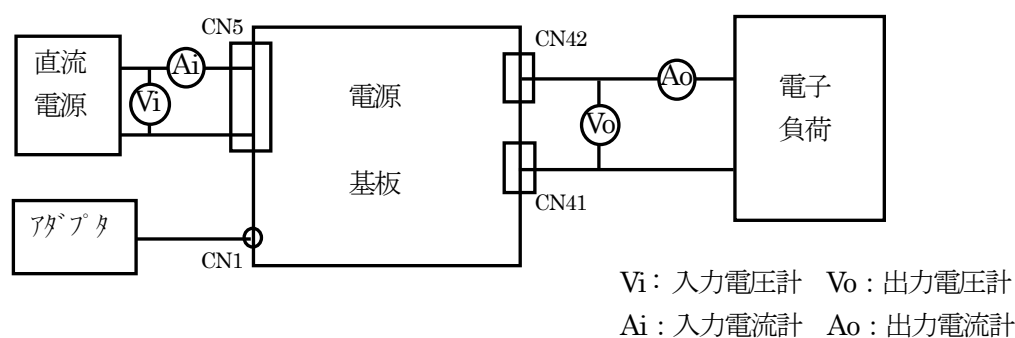 直流
電源
Ai
Vi
CN5
電源
基板
CN42
Ao
Vo
CN41
電子
負荷
ｱﾀﾞﾌﾟﾀ
CN1
Vi：入力電圧計　Vo：出力電圧計
Ai：入力電流計　Ao：出力電流計